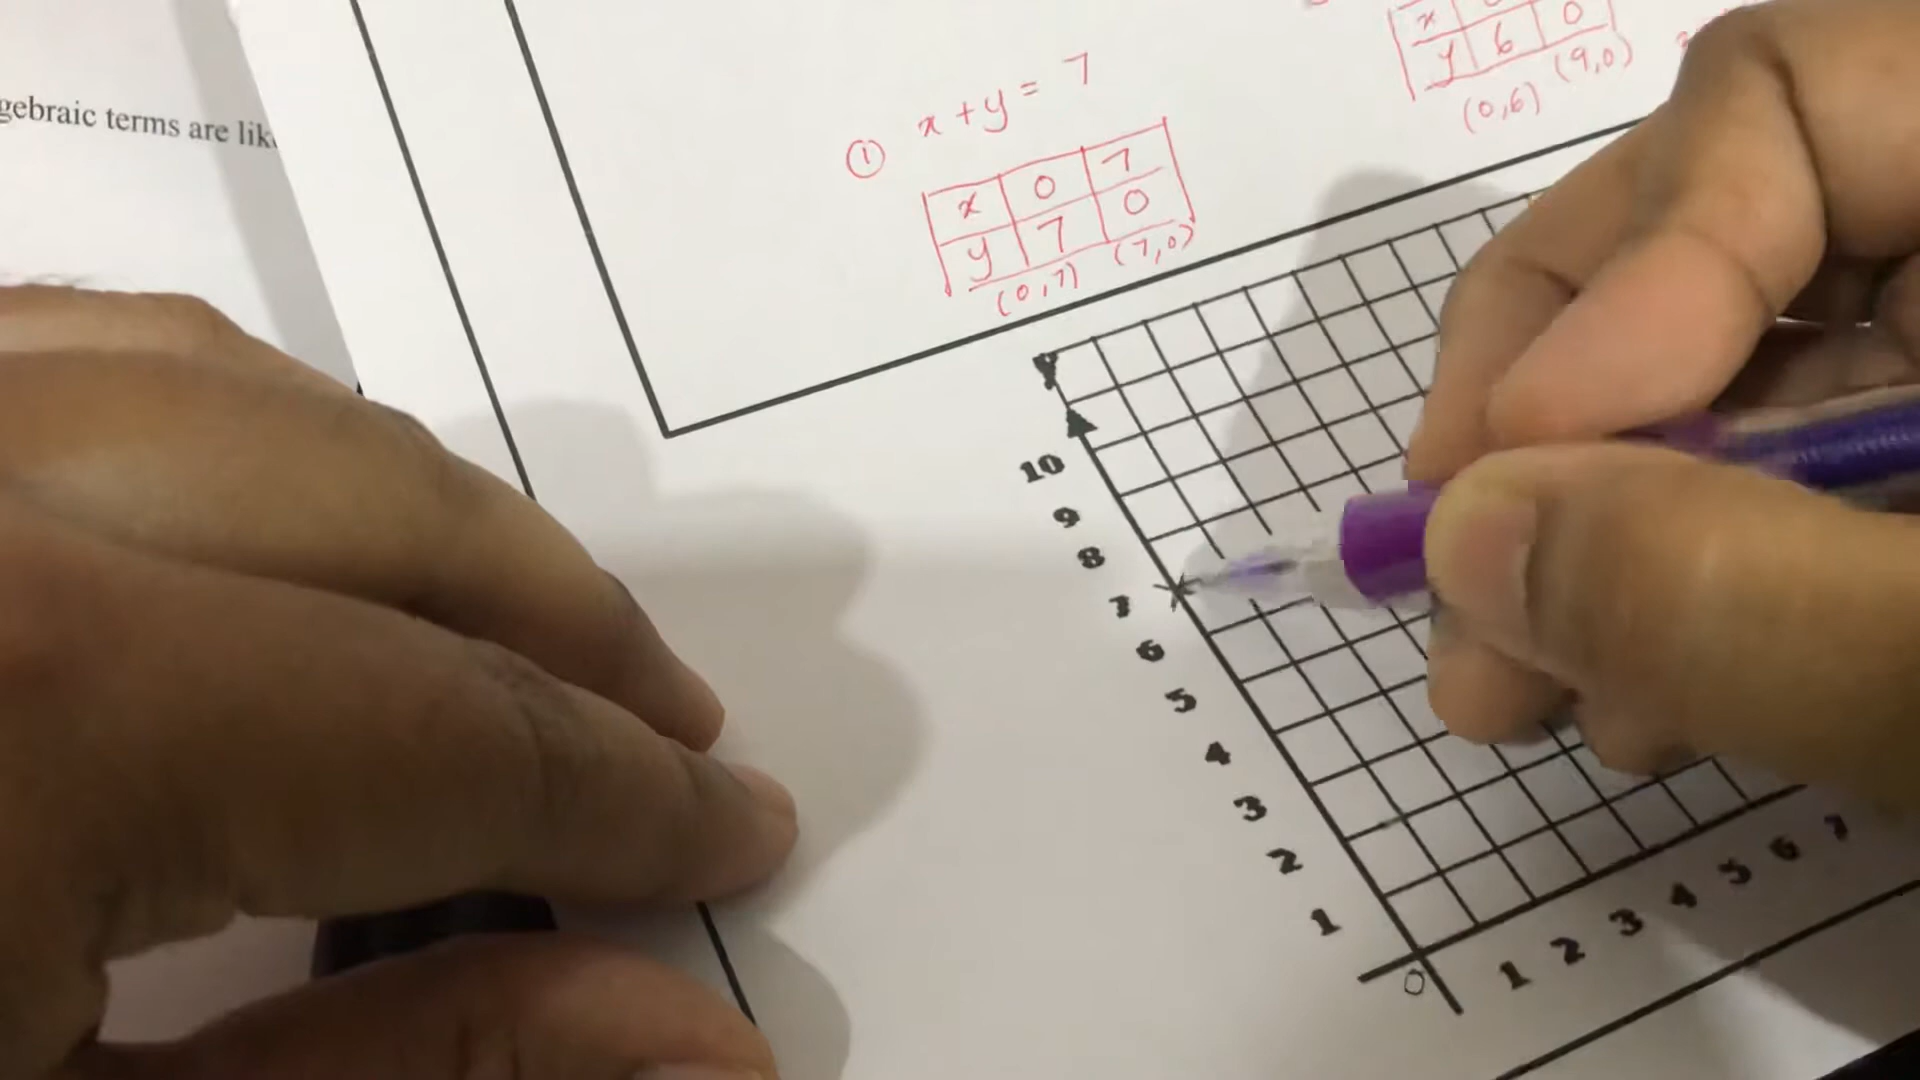 gebraic terms are
x + y = 7
①
x 0 7
y 7 0
(0,7) (7,0)
x 0
y 6 0
(0,6) (9,0)
y
10
9
8
7
6
5
4
3
2
1
0
1 2 3 4 5 6 7